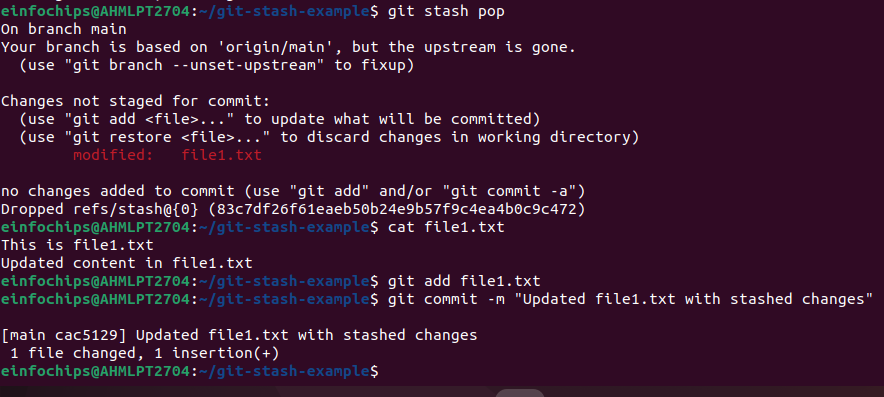 einfochips@AHMLPT2704:~/git-stash-example$ git stash pop
On branch main
Your branch is based on 'origin/main', but the upstream is gone.
  (use "git branch --unset-upstream" to fixup)

Changes not staged for commit:
  (use "git add <file>..." to update what will be committed)
  (use "git restore <file>..." to discard changes in working directory)
        modified:   file1.txt

no changes added to commit (use "git add" and/or "git commit -a")
Dropped refs/stash@{0} (83c7df26f61eaeb50b24e9b57f9c4ea4b0c9c472)
einfochips@AHMLPT2704:~/git-stash-example$ cat file1.txt
This is file1.txt
Updated content in file1.txt
einfochips@AHMLPT2704:~/git-stash-example$ git add file1.txt
einfochips@AHMLPT2704:~/git-stash-example$ git commit -m "Updated file1.txt with stashed changes"

[main cac5129] Updated file1.txt with stashed changes
 1 file changed, 1 insertion(+)
einfochips@AHMLPT2704:~/git-stash-example$